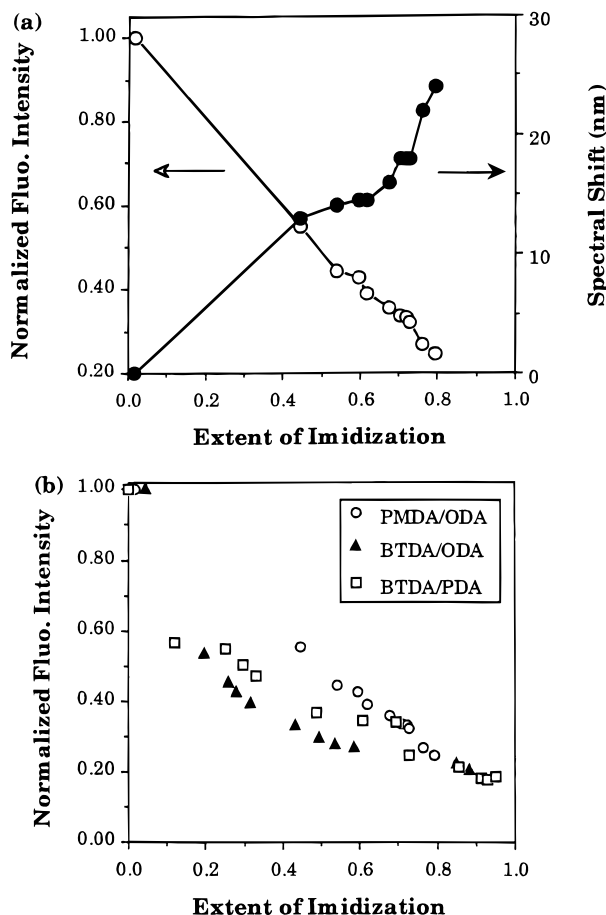 (a)
1.00
0.80
0.60
0.40
0.20
Normalized Fluo. Intensity
30
20
10
0
Spectral Shift (nm)
0.0 0.2 0.4 0.6 0.8 1.0
Extent of Imidization
(b)
1.00
0.80
0.60
0.40
0.20
0.00
Normalized Fluo. Intensity
PMDA/ODA
BTDA/ODA
BTDA/PDA
0.0 0.2 0.4 0.6 0.8 1.0
Extent of Imidization